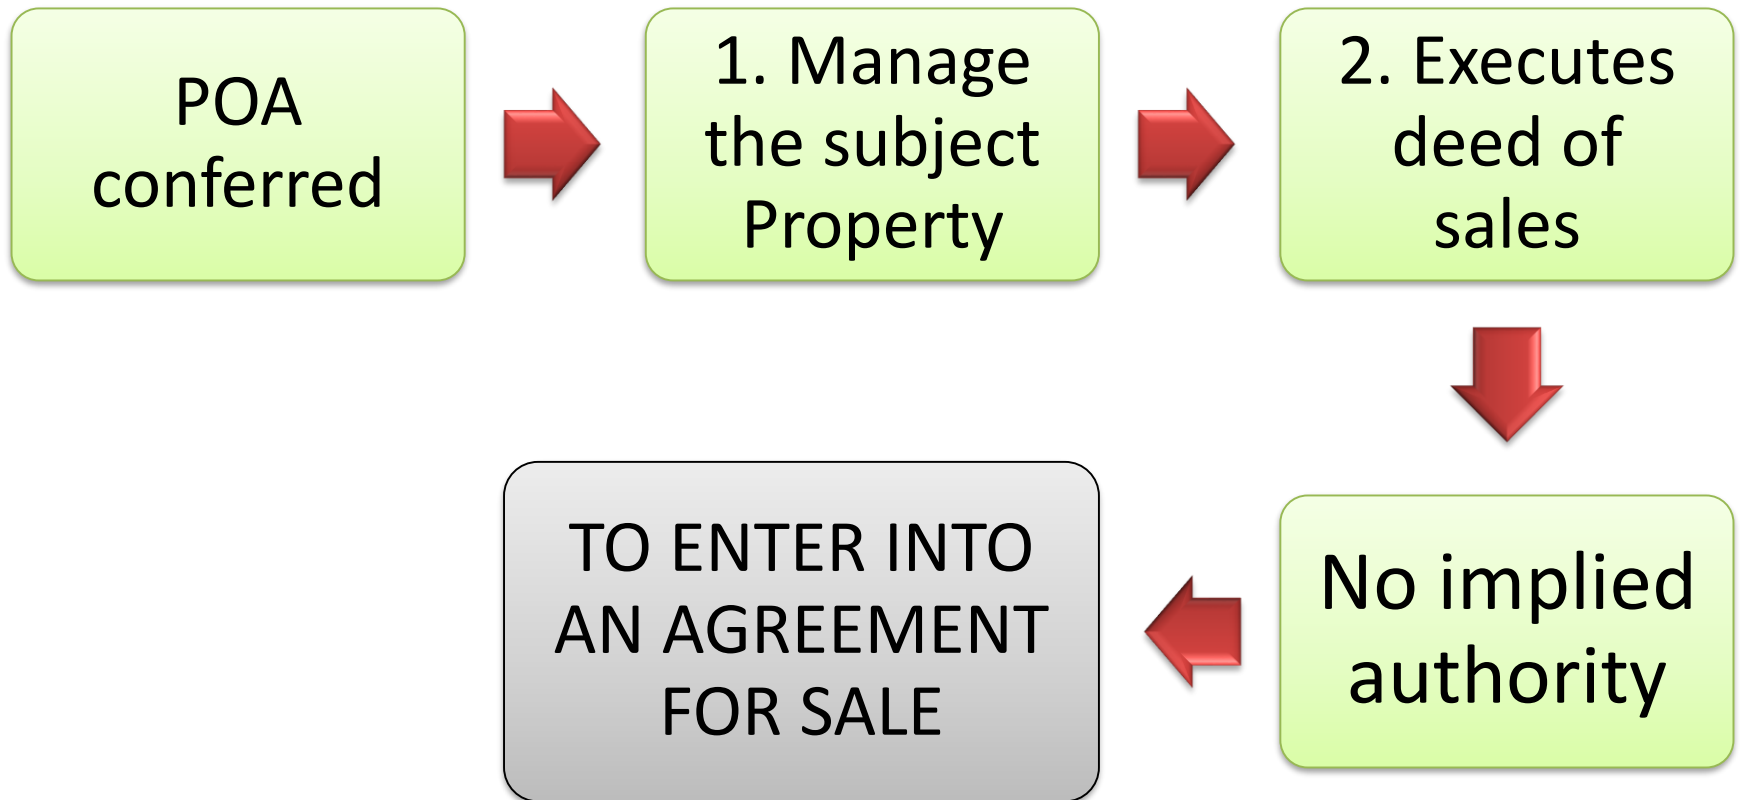 POA
conferred
1. Manage
the subject
Property
2. Executes
deed of
sales
No implied
authority
TO ENTER INTO
AN AGREEMENT
FOR SALE